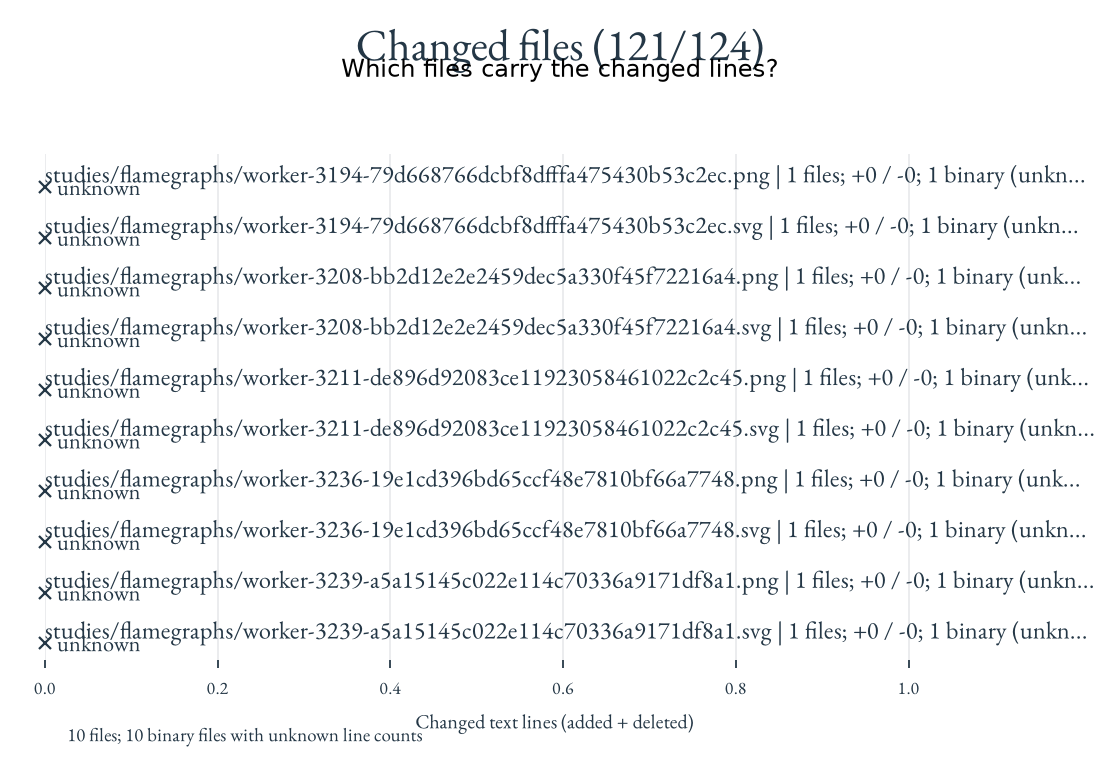 Changed files (121/124)
Which files carry the changed lines?
studies/flamegraphs/worker-3194-79d668766dcbf8dfffa475430b53c2ec.png | 1 files; +0 / -0; 1 binary (unkn...
unknown
studies/flamegraphs/worker-3194-79d668766dcbf8dfffa475430b53c2ec.svg | 1 files; +0 / -0; 1 binary (unkn...
unknown
studies/flamegraphs/worker-3208-bb2d12e2e2459dec5a330f45f72216a4.png | 1 files; +0 / -0; 1 binary (unk...
unknown
studies/flamegraphs/worker-3208-bb2d12e2e2459dec5a330f45f72216a4.svg | 1 files; +0 / -0; 1 binary (unkn...
unknown
studies/flamegraphs/worker-3211-de896d92083ce11923058461022c2c45.png | 1 files; +0 / -0; 1 binary (unk...
unknown
studies/flamegraphs/worker-3211-de896d92083ce11923058461022c2c45.svg | 1 files; +0 / -0; 1 binary (unkn...
unknown
studies/flamegraphs/worker-3236-19e1cd396bd65ccf48e7810bf66a7748.png | 1 files; +0 / -0; 1 binary (unk...
unknown
studies/flamegraphs/worker-3236-19e1cd396bd65ccf48e7810bf66a7748.svg | 1 files; +0 / -0; 1 binary (unkn...
unknown
studies/flamegraphs/worker-3239-a5a15145c022e114c70336a9171df8a1.png | 1 files; +0 / -0; 1 binary (unkn...
unknown
studies/flamegraphs/worker-3239-a5a15145c022e114c70336a9171df8a1.svg | 1 files; +0 / -0; 1 binary (unkn...
unknown
0.0 0.2 0.4 0.6 0.8 1.0
Changed text lines (added + deleted)
10 files; 10 binary files with unknown line counts